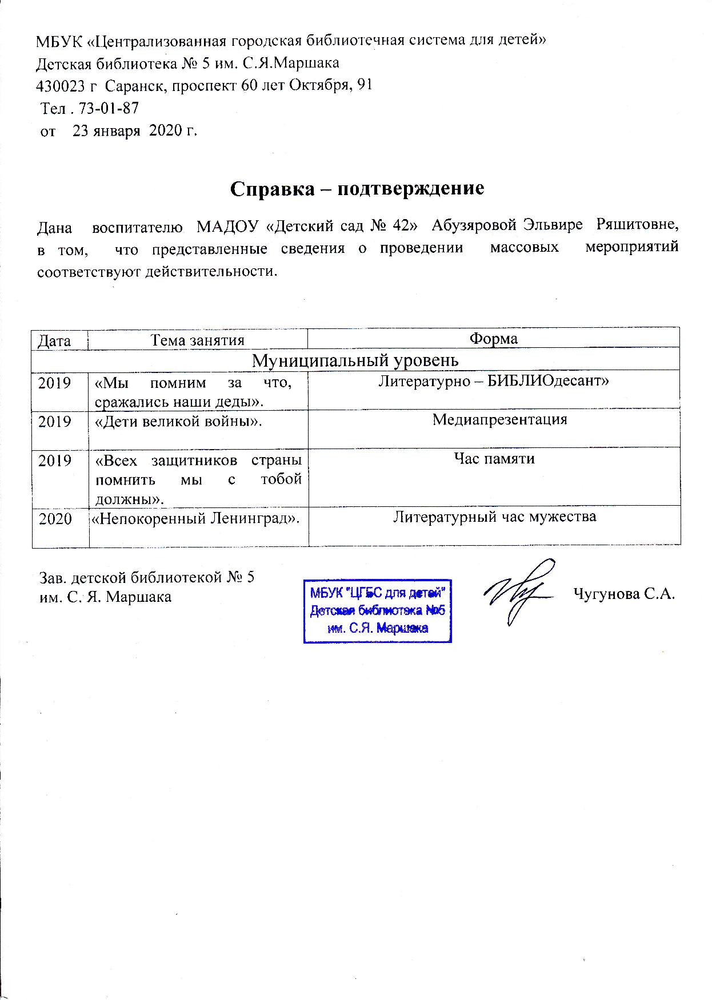 МБУК «Централизованная городская библиотечная система для детей»
Детская библиотека № 5 им. С.Я.Маршака
430023 г Саранск, проспект 60 лет Октября, 91
Тел . 73-01-87
от 23 января 2020 г.
Справка – подтверждение
Дана воспитателю МАДОУ «Детский сад № 42» Абузяровой Эльвире Ряшитовне,
в том, что представленные сведения о проведении массовых мероприятий
соответствуют действительности.
Дата Тема занятия Форма
Муниципальный уровень
2019 «Мы помним за что, Литературно – БИБЛИОдесант»
сражались наши деды».
2019 «Дети великой войны». Медиапрезентация
2019 «Всех защитников страны Час памяти
помнить мы с тобой
должны».
2020 «Непокоренный Ленинград». Литературный час мужества
Зав. детской библиотекой № 5
им. С. Я. Маршака
МБУК "ЦГБС для детей"
Детская библиотека №5
им. С.Я. Маршака
Чугунова С.А.